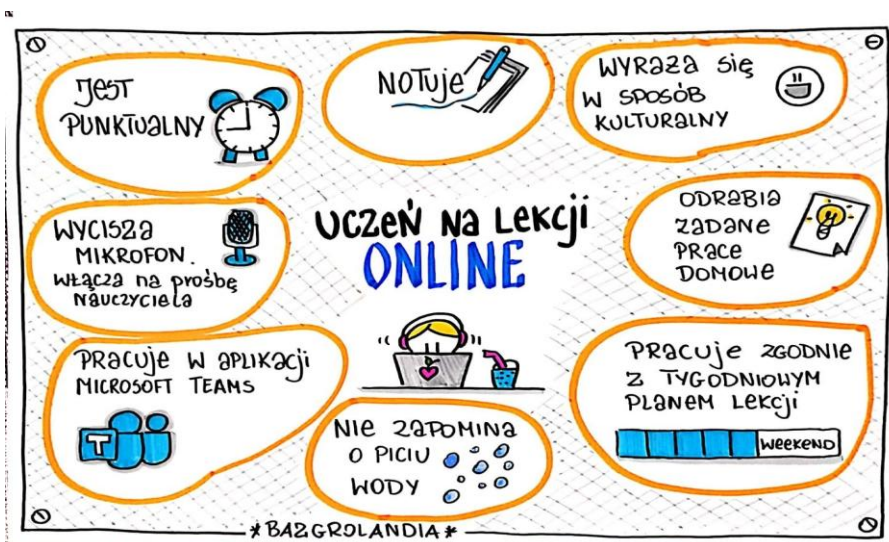 JEST
PUNKTUALNY
NOTUJE
WYRAŻA SIĘ
W SPOSÓB
KULTURALNY
WYCISZA
MIKROFON.
WŁĄCZA NA PROŚBĘ
NAUCZYCIELA
UCZEŃ NA LEKCJI
ONLINE
ODRABIA
ZADANE
PRACE
DOMOWE
PRACUJE W APLIKACJI
MICROSOFT TEAMS
T
NIE ZAPOMINA
O PICIU
WODY
PRACUJE ZGODNIE
Z TYGODNIOWYM
PLANEM LEKCJI
WEEKEND
*BAZGROLANDIA*